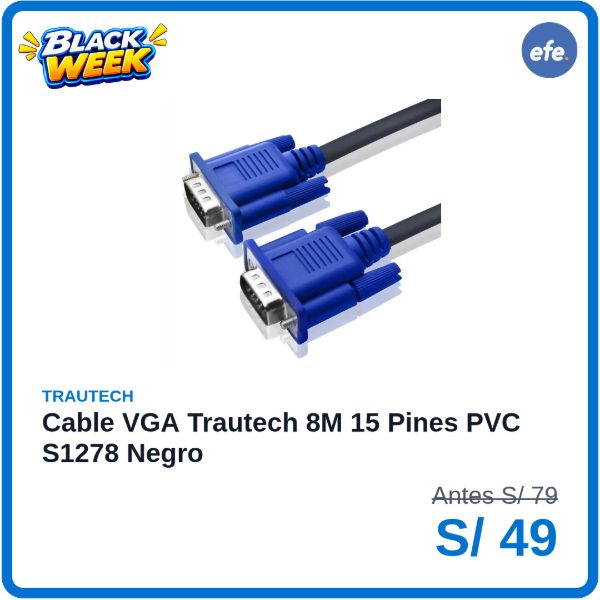 BLACK
WEEK
efe.
TRAUTECH
Cable VGA Trautech 8M 15 Pines PVC
S1278 Negro
Antes S/ 79
S/ 49